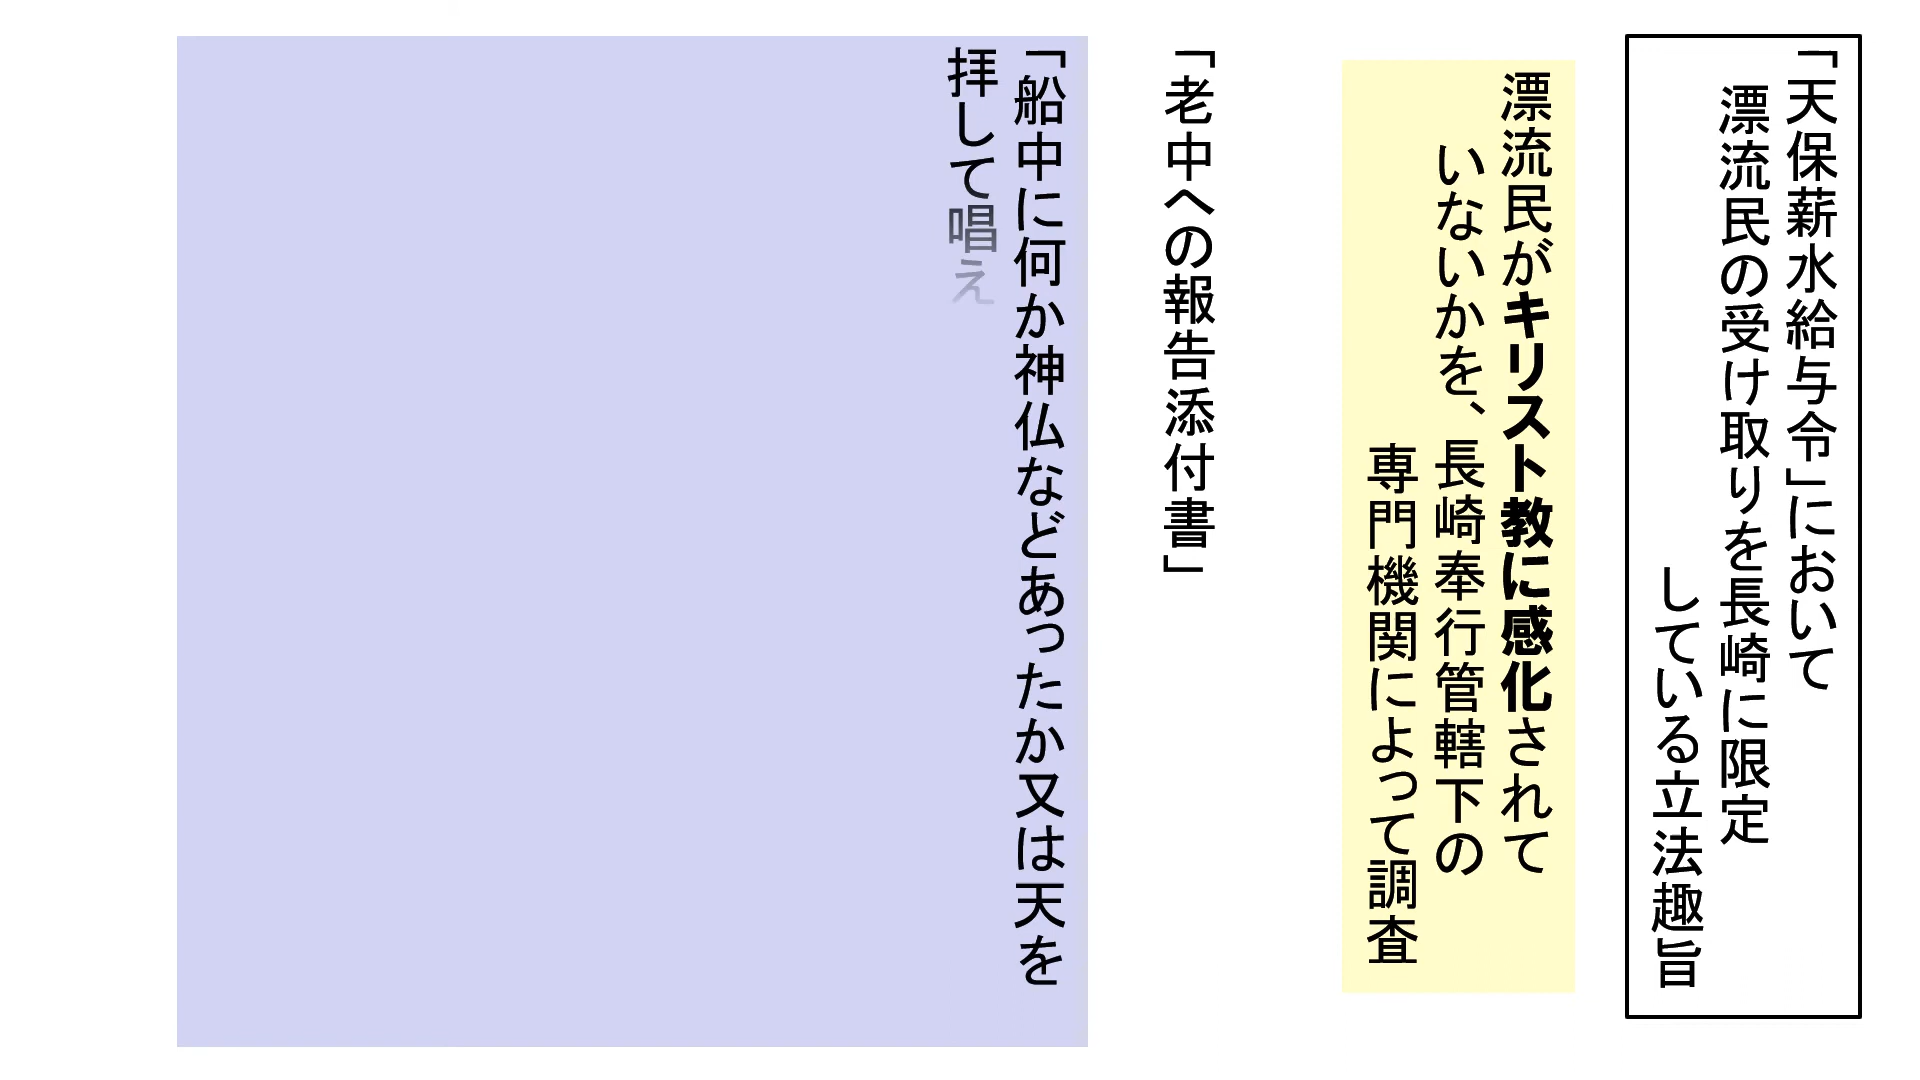 「天保薪水給与令」において
漂流民の受け取りを長崎に限定
している立法趣旨
漂流民がキリスト教に感化されて
いないかを、長崎奉行管轄下の
専門機関によって調査
「老中への報告添付書」
「船中に何か神仏などあったか又は天を
拝して唱え